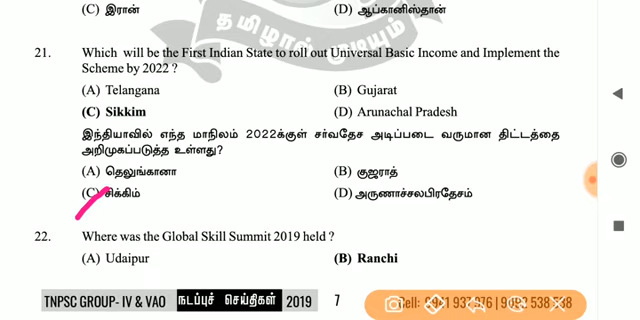 (C) இரான் (D) ஆப்கானிஸ்தான்
தமிழால் இணைவோம்
21. Which will be the First Indian State to roll out Universal Basic Income and Implement the
Scheme by 2022 ?
(A) Telangana (B) Gujarat
(C) Sikkim (D) Arunachal Pradesh
இந்தியாவில் எந்த மாநிலம் 2022க்குள் சர்வதேச அடிப்படை வருமான திட்டத்தை
அறிமுகப்படுத்த உள்ளது?
(A) தெலுங்கானா (B) குஜராத்
(C) சிக்கிம் (D) அருணாச்சலபிரதேசம்
22. Where was the Global Skill Summit 2019 held ?
(A) Udaipur (B) Ranchi
TNPSC GROUP- IV & VAO நடப்புச் செய்திகள் 2019 7